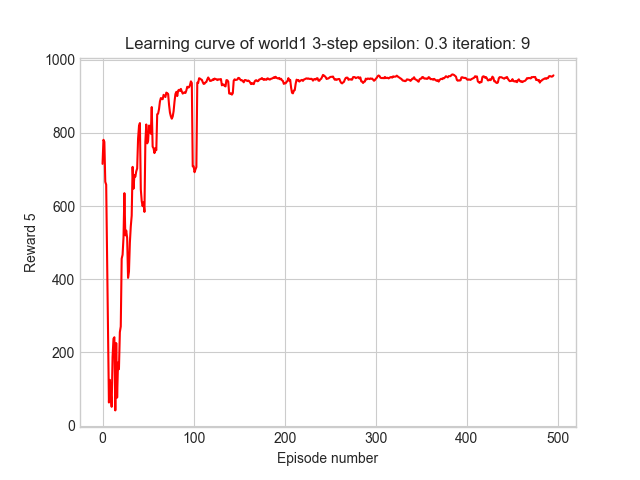 Learning curve of world1 3-step epsilon: 0.3 iteration: 9
1000
800
600
400
200
0
Reward 5
0 100 200 300 400 500
Episode number